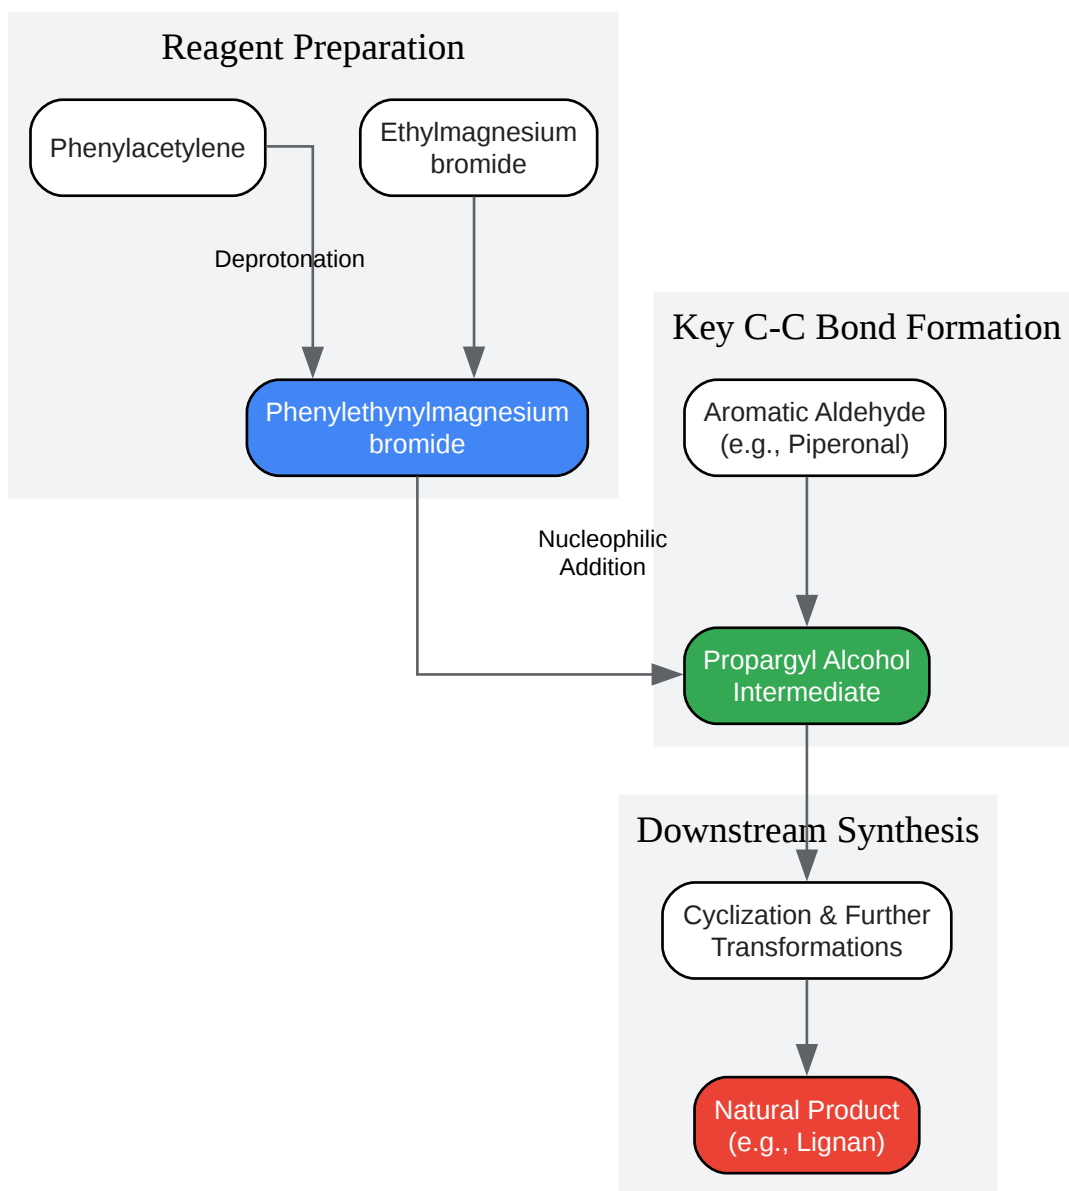 Reagent Preparation
Phenylacetylene
Ethylmagnesium
bromide
Deprotonation
Phenylethynylmagnesium
bromide
Key C-C Bond Formation
Aromatic Aldehyde
(e.g., Piperonal)
Nucleophilic
Addition
Propargyl Alcohol
Intermediate
Downstream Synthesis
Cyclization & Further
Transformations
Natural Product
(e.g., Lignan)